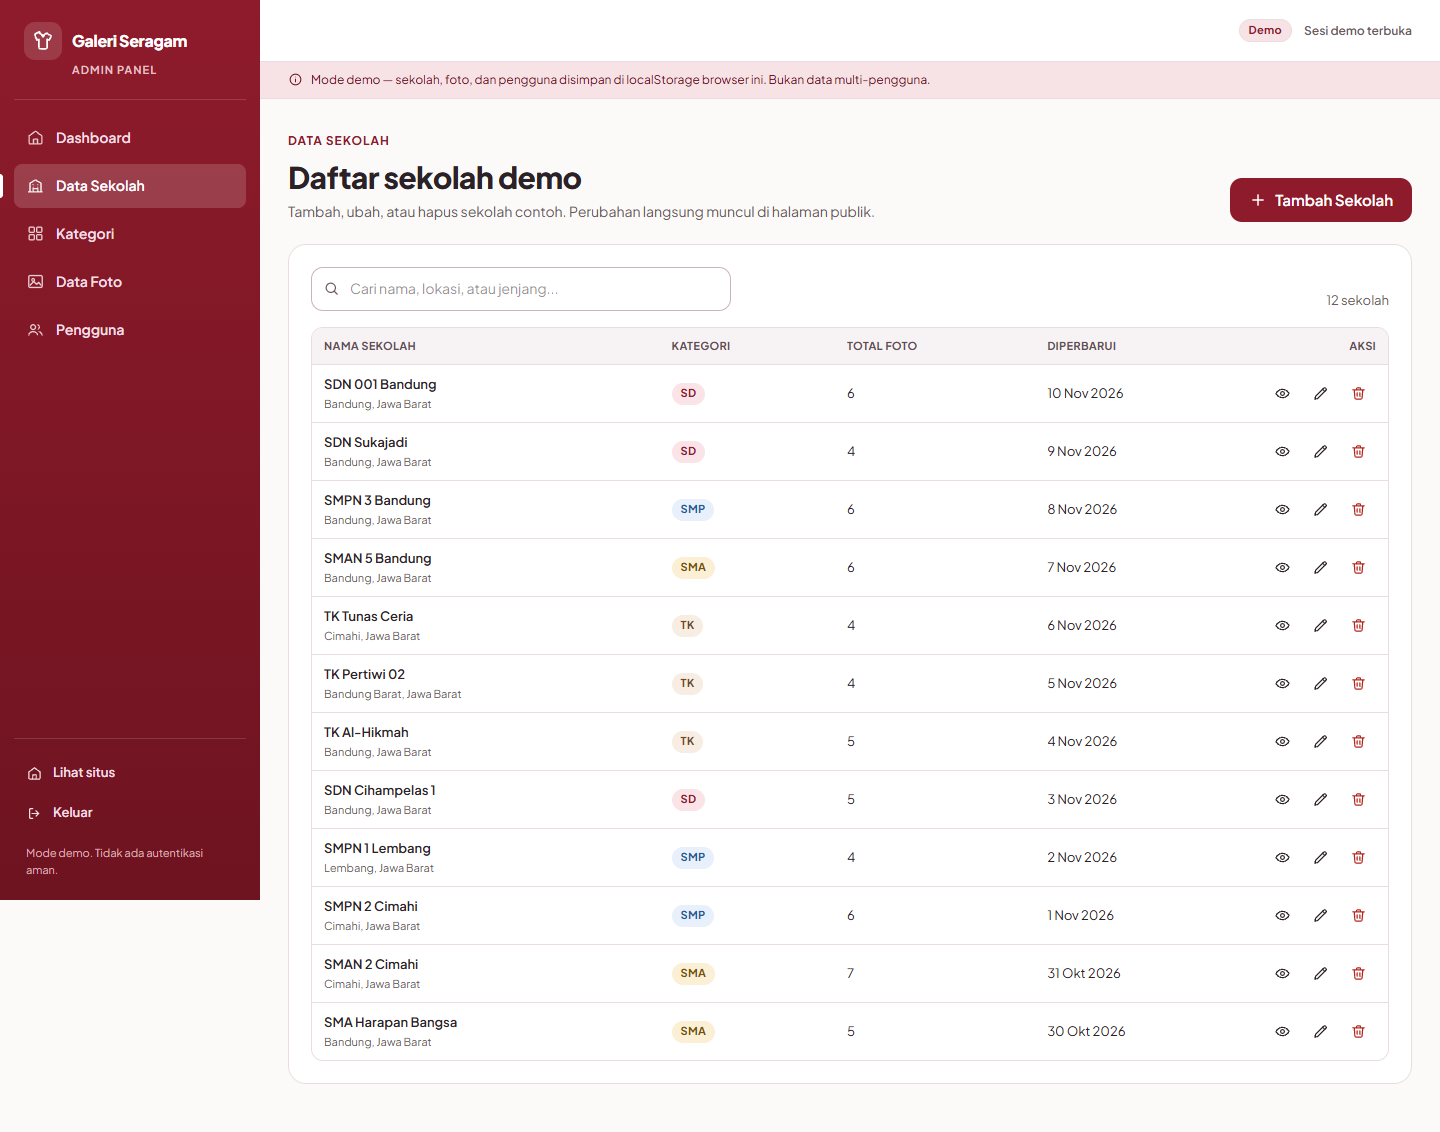 Galeri Seragam
ADMIN PANEL
Dashboard
Data Sekolah
Kategori
Data Foto
Pengguna
Lihat situs
Keluar
Mode demo. Tidak ada autentikasi
aman.
Demo Sesi demo terbuka
Mode demo — sekolah, foto, dan pengguna disimpan di localStorage browser ini. Bukan data multi-pengguna.
DATA SEKOLAH
Daftar sekolah demo
Tambah, ubah, atau hapus sekolah contoh. Perubahan langsung muncul di halaman publik.
Tambah Sekolah
Cari nama, lokasi, atau jenjang...
12 sekolah
NAMA SEKOLAH KATEGORI TOTAL FOTO DIPERBARUI AKSI
SDN 001 Bandung
Bandung, Jawa Barat
SD 6 10 Nov 2026
SDN Sukajadi
Bandung, Jawa Barat
SD 4 9 Nov 2026
SMPN 3 Bandung
Bandung, Jawa Barat
SMP 6 8 Nov 2026
SMAN 5 Bandung
Bandung, Jawa Barat
SMA 6 7 Nov 2026
TK Tunas Ceria
Cimahi, Jawa Barat
TK 4 6 Nov 2026
TK Pertiwi 02
Bandung Barat, Jawa Barat
TK 4 5 Nov 2026
TK Al-Hikmah
Bandung, Jawa Barat
TK 5 4 Nov 2026
SDN Cihampelas 1
Bandung, Jawa Barat
SD 5 3 Nov 2026
SMPN 1 Lembang
Lembang, Jawa Barat
SMP 4 2 Nov 2026
SMPN 2 Cimahi
Cimahi, Jawa Barat
SMP 6 1 Nov 2026
SMAN 2 Cimahi
Cimahi, Jawa Barat
SMA 7 31 Okt 2026
SMA Harapan Bangsa
Bandung, Jawa Barat
SMA 5 30 Okt 2026